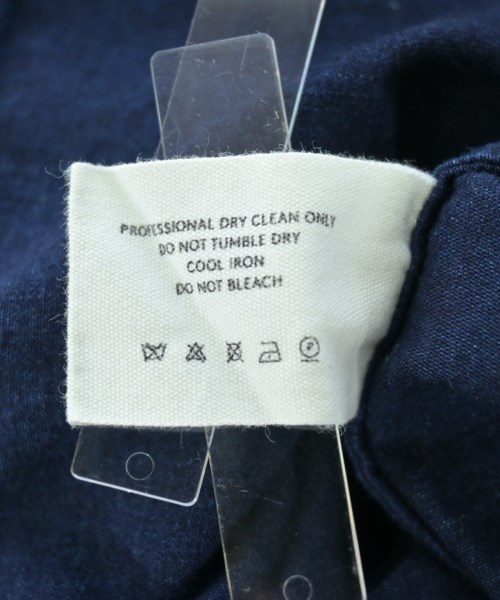 PROFESSIONAL DRY CLEAN ONLY
DO NOT TUMBLE DRY
COOL IRON
DO NOT BLEACH
P